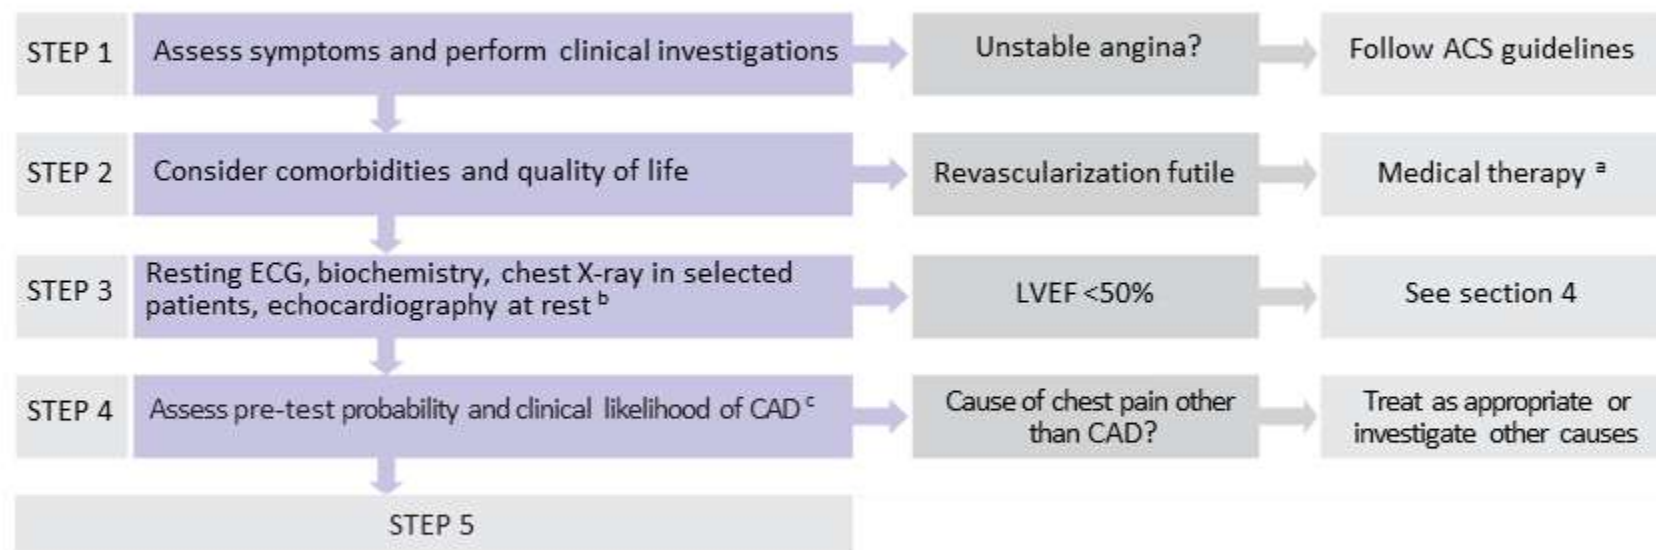 STEP 1
Assess symptoms and perform clinical investigations
Unstable angina?
Follow ACS guidelines
STEP 2
Consider comorbidities and quality of life
Revascularization futile
Medical therapy ᵃ
STEP 3
Resting ECG, biochemistry, chest X-ray in selected
patients, echocardiography at rest ᵇ
LVEF <50%
See section 4
STEP 4
Assess pre-test probability and clinical likelihood of CAD ᶜ
Cause of chest pain other
than CAD?
Treat as appropriate or
investigate other causes
STEP 5